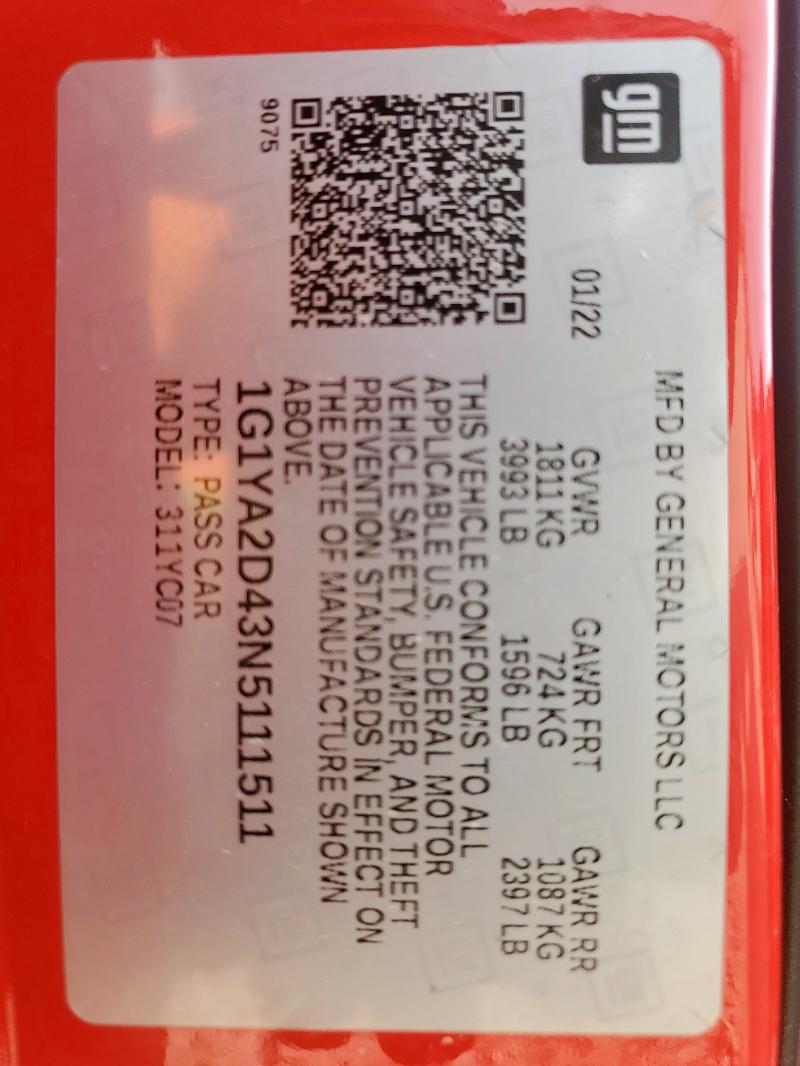 gm
MFD BY GENERAL MOTORS LLC
01/22 GVWR GAWR FRT GAWR RR
1811 KG 724 KG 1087 KG
3993 LB 1596 LB 2397 LB
THIS VEHICLE CONFORMS TO ALL
APPLICABLE U.S. FEDERAL MOTOR
VEHICLE SAFETY, BUMPER, AND THEFT
PREVENTION STANDARDS IN EFFECT ON
THE DATE OF MANUFACTURE SHOWN
ABOVE.
9075
1G1YA2D43N5111511
TYPE: PASS CAR
MODEL: 311YC07